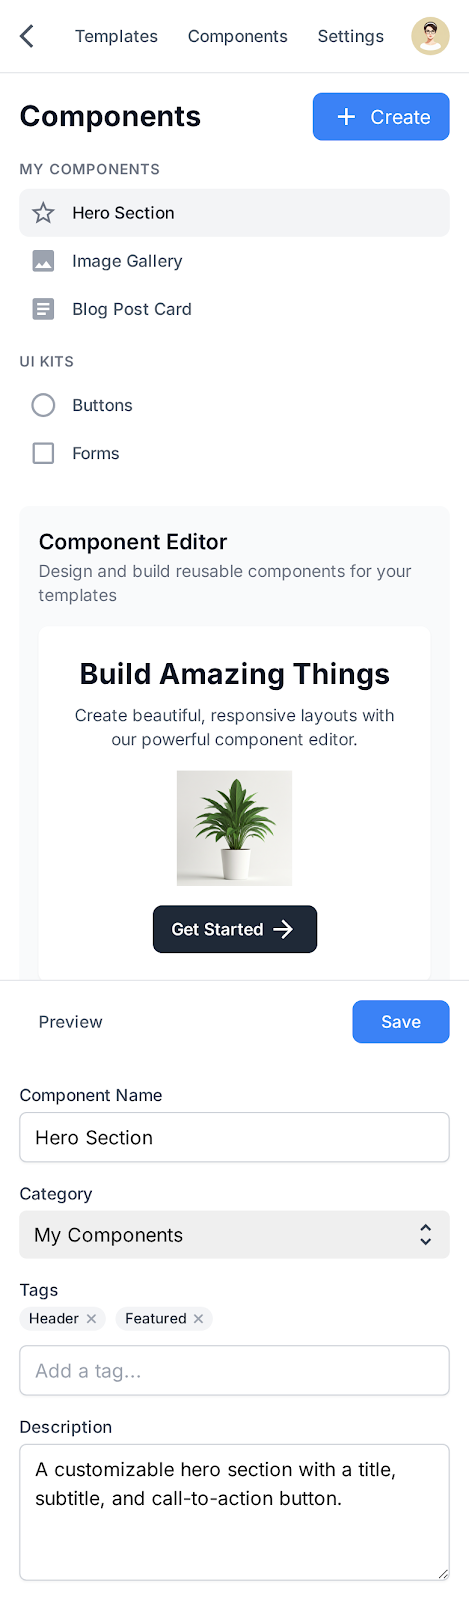 Templates Components Settings
Components
Create
MY COMPONENTS
Hero Section
Image Gallery
Blog Post Card
UI KITS
Buttons
Forms
Component Editor
Design and build reusable components for your
templates
Build Amazing Things
Create beautiful, responsive layouts with
our powerful component editor.
Get Started
Preview
Save
Component Name
Hero Section
Category
My Components
Tags
Header Featured
Add a tag...
Description
A customizable hero section with a title,
subtitle, and call-to-action button.